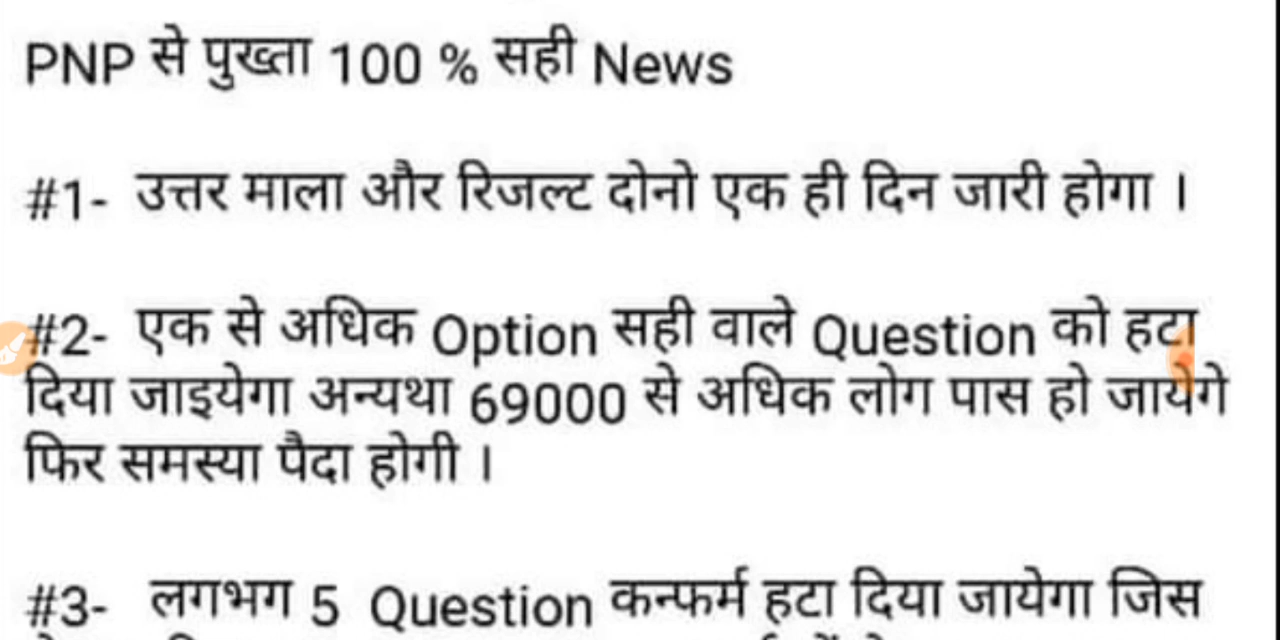 PNP से पुख्ता 100 % सही News
#1- उत्तर माला और रिजल्ट दोनो एक ही दिन जारी होगा ।
#2- एक से अधिक Option सही वाले Question को हटा
दिया जाइयेगा अन्यथा 69000 से अधिक लोग पास हो जायेगे
फिर समस्या पैदा होगी ।
#3- लगभग 5 Question कन्फर्म हटा दिया जायेगा जिस